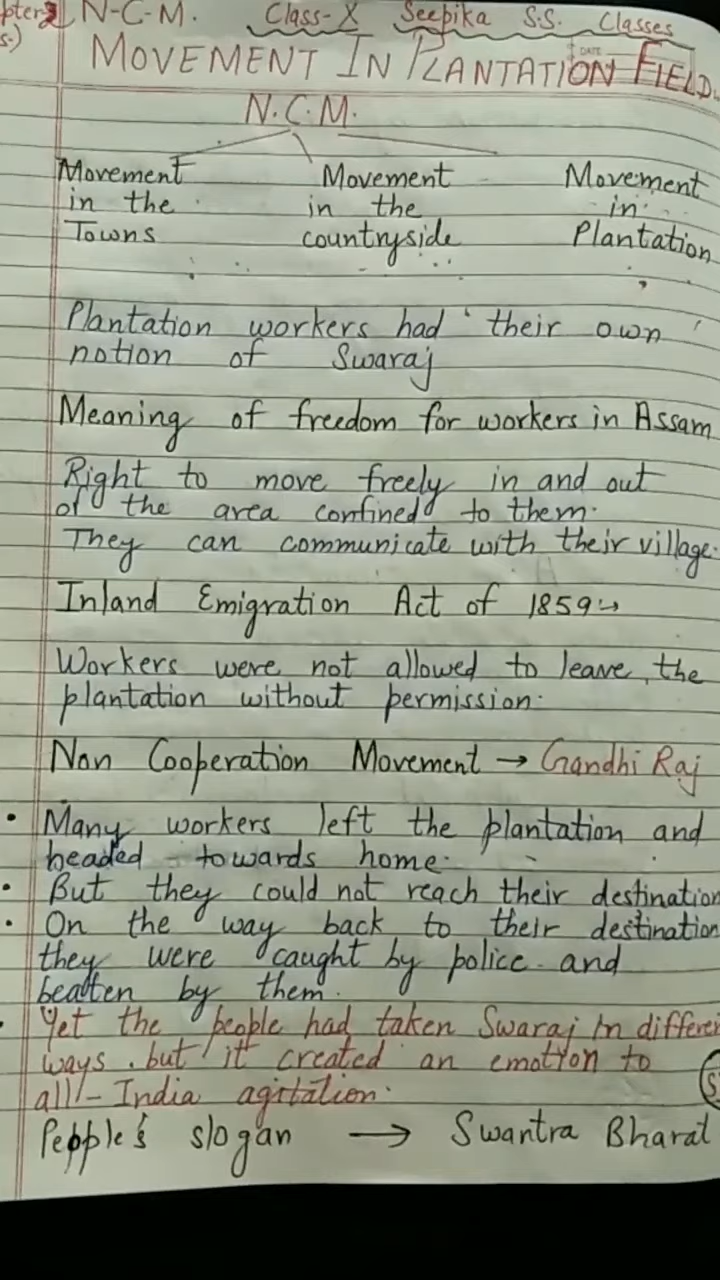 pter 3 N-C-M. Class-X Seepika S.S. Classes
s.)
MOVEMENT IN PLANTATION FIELD.
DATE
N.C.M.
Movement Movement Movement
in the in the in
Towns countryside Plantation
Plantation workers had their own
notion of Swaraj
Meaning of freedom for workers in Assam
Right to move freely in and out
of the area confined to them.
They can communicate with their village.
Inland Emigration Act of 1859↪
Workers were not allowed to leave the
plantation without permission.
Non Cooperation Movement → Gandhi Raj
• Many workers left the plantation and
headed towards home.
• But they could not reach their destination
• On the way back to their destination
they were caught by police and
beaten by them.
• Yet the people had taken Swaraj in differen
ways. but it created an emotion to
all-India agitation.
People's slogan → Swantra Bharat